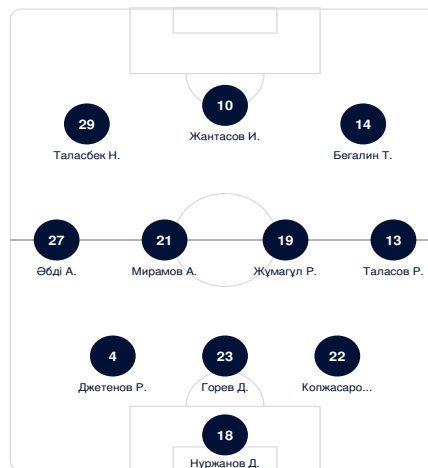 10
29
14
Жантасов И.
Таласбек Н.
Бегалин Т.
27
21
19
13
Әбді А.
Мирамов А.
Жұмағұл Р.
Таласов Р.
4
23
22
Джетенов Р.
Горев Д.
Копжасаро...
18
Нуржанов Д.